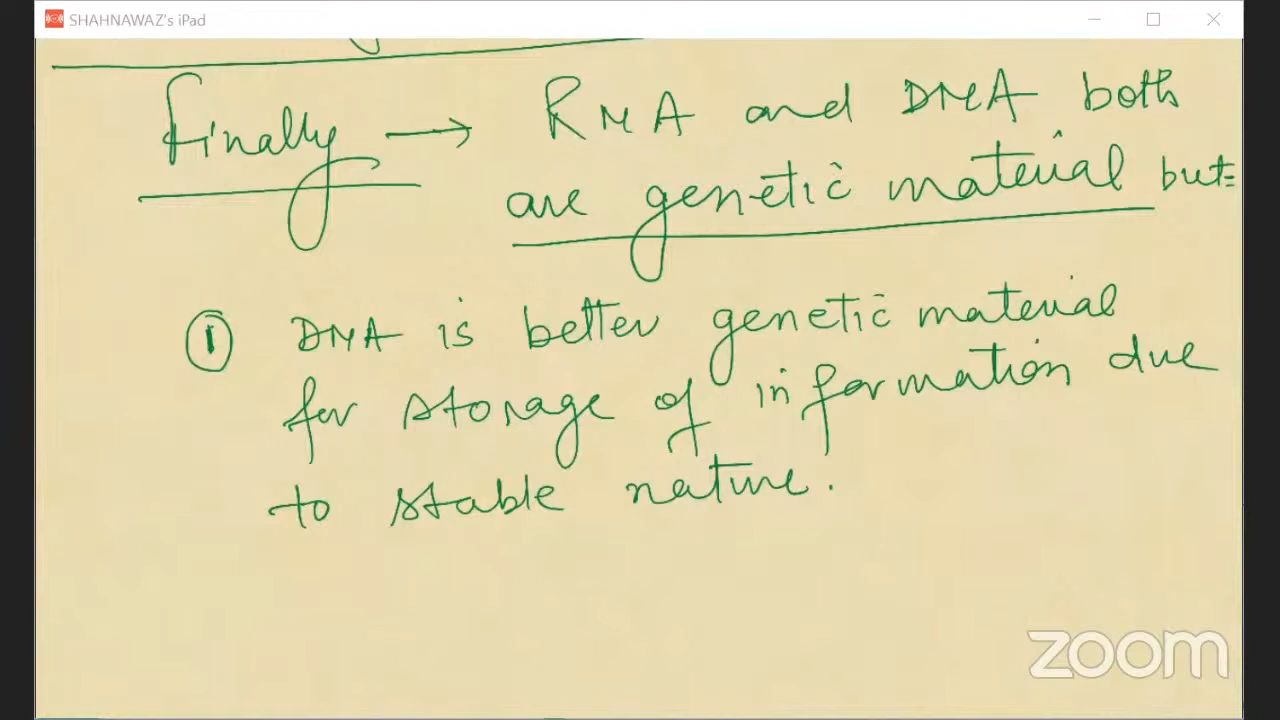 SHAHNAWAZ's iPad
Finally → RNA and DNA both
are genetic material but
① DNA is better genetic material
for storage of information due
to stable nature.
zoom